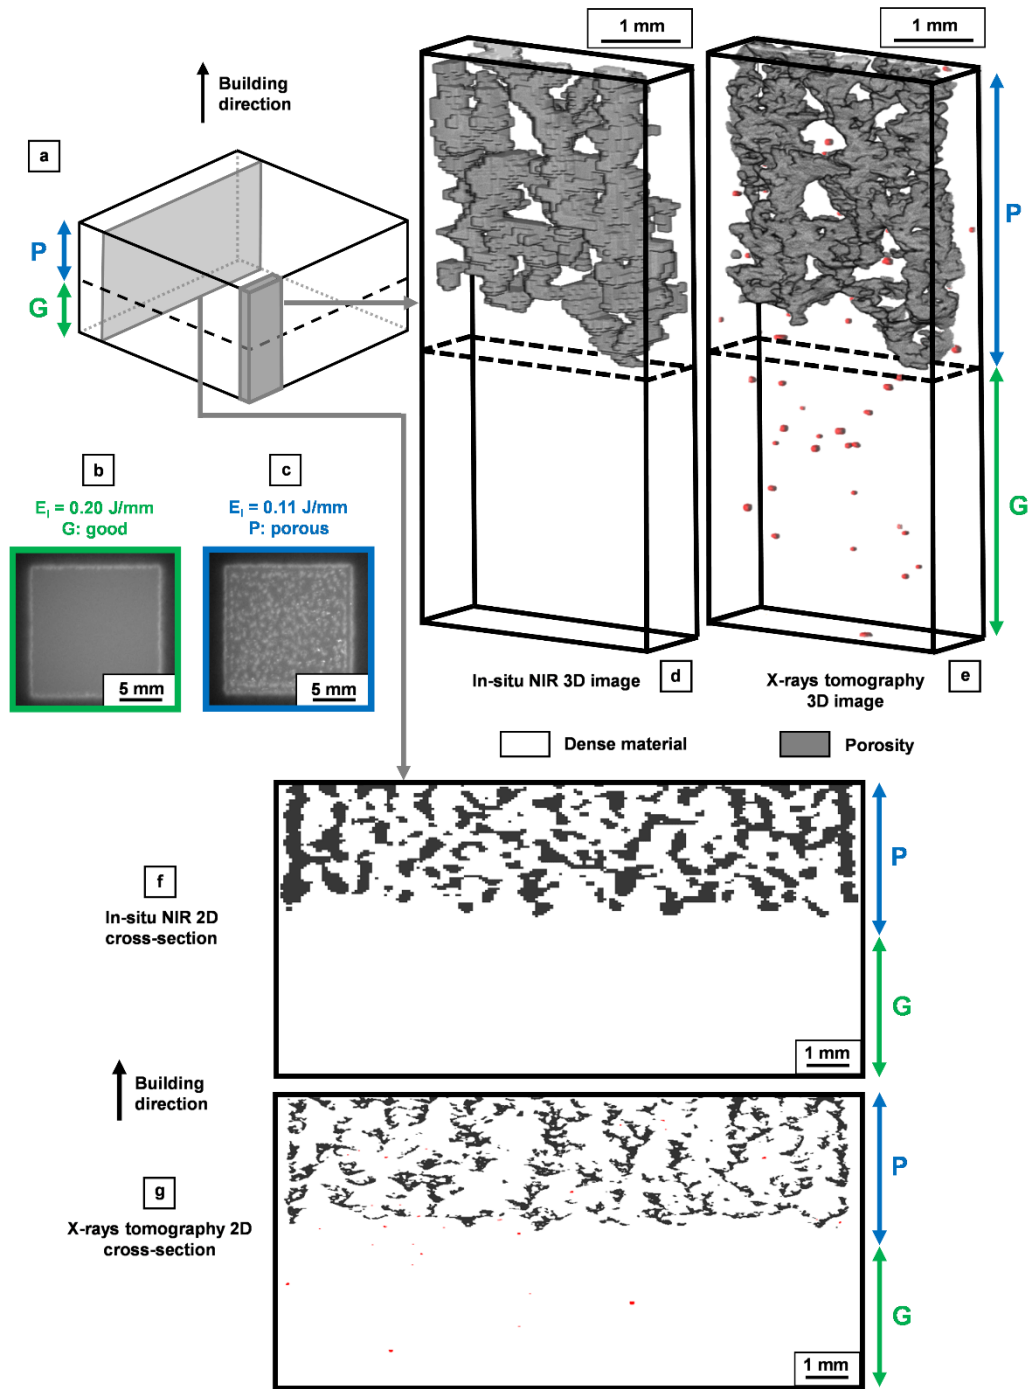 1 mm
1 mm
Building
direction
a
P
G
P
G
b
c
E_l = 0.20 J/mm
G: good
E_l = 0.11 J/mm
P: porous
5 mm
5 mm
In-situ NIR 3D image
d
X-rays tomography
3D image
e
Dense material
Porosity
f
In-situ NIR 2D
cross-section
P
G
1 mm
Building
direction
g
X-rays tomography 2D
cross-section
P
G
1 mm